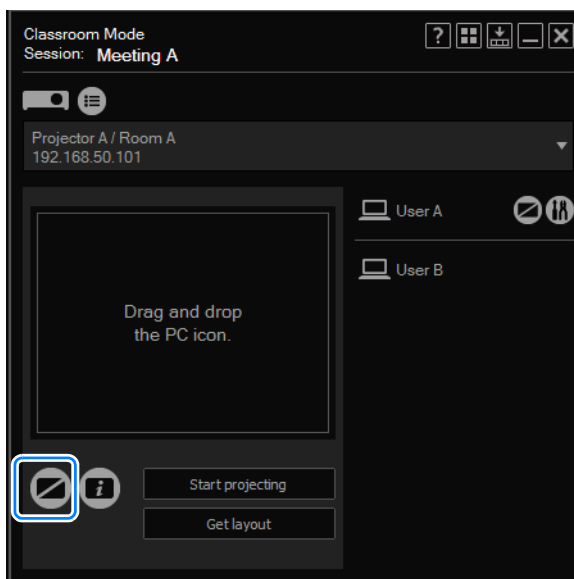 Classroom Mode
Session: Meeting A
?
Projector A / Room A
192.168.50.101
User A
User B
Drag and drop
the PC icon.
i
Start projecting
Get layout